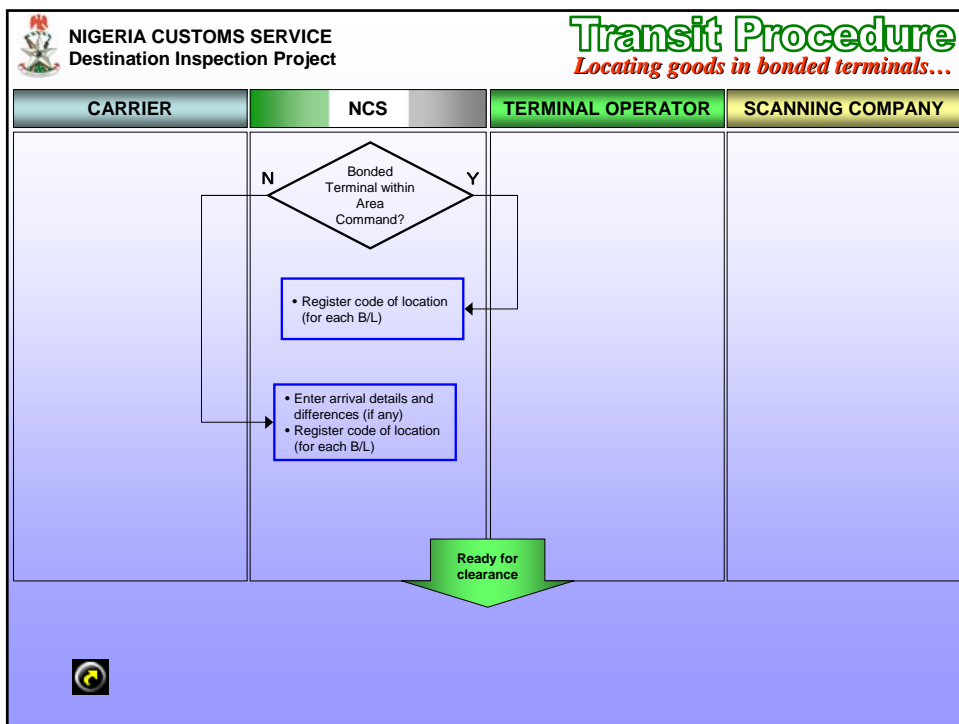 NIGERIA CUSTOMS SERVICE
Destination Inspection Project
Transit Procedure
Locating goods in bonded terminals…
CARRIER
NCS
TERMINAL OPERATOR
SCANNING COMPANY
N
Bonded
Terminal within
Area
Command?
Y
• Register code of location
(for each B/L)
• Enter arrival details and
differences (if any)
• Register code of location
(for each B/L)
Ready for
clearance